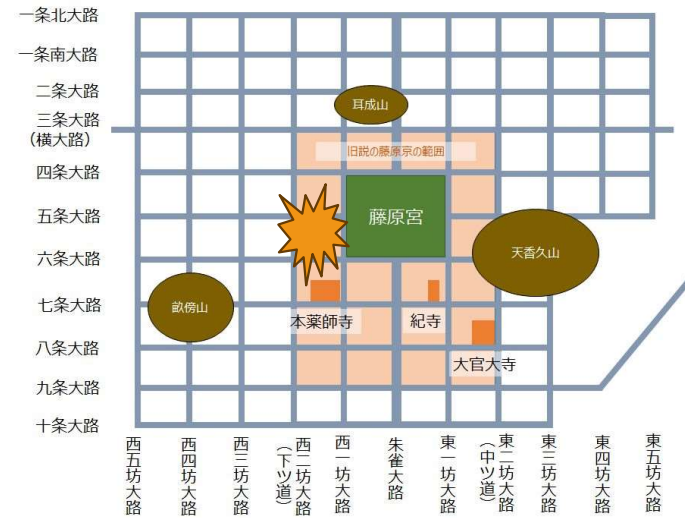 一条北大路
一条南大路
二条大路
三条大路
(横大路)
四条大路
五条大路
六条大路
七条大路
八条大路
九条大路
十条大路
耳成山
旧説の藤原京の範囲
藤原宮
天香久山
畝傍山
本薬師寺
紀寺
大官大寺
西五坊大路
西四坊大路
西三坊大路
西二坊大路
(下ツ道)
西一坊大路
朱雀大路
東一坊大路
東二坊大路
(中ツ道)
東三坊大路
東四坊大路
東五坊大路